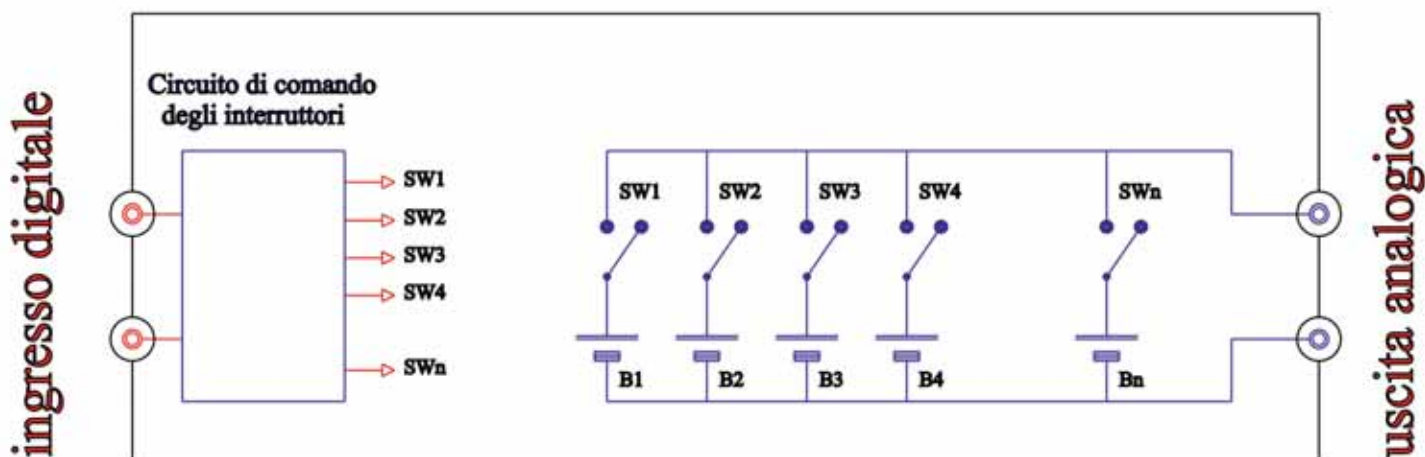 ingresso digitale
Circuito di comando
degli interruttori
SW1
SW2
SW3
SW4
SWn
SW1 SW2 SW3 SW4 SWn
B1 B2 B3 B4 Bn
uscita analogica